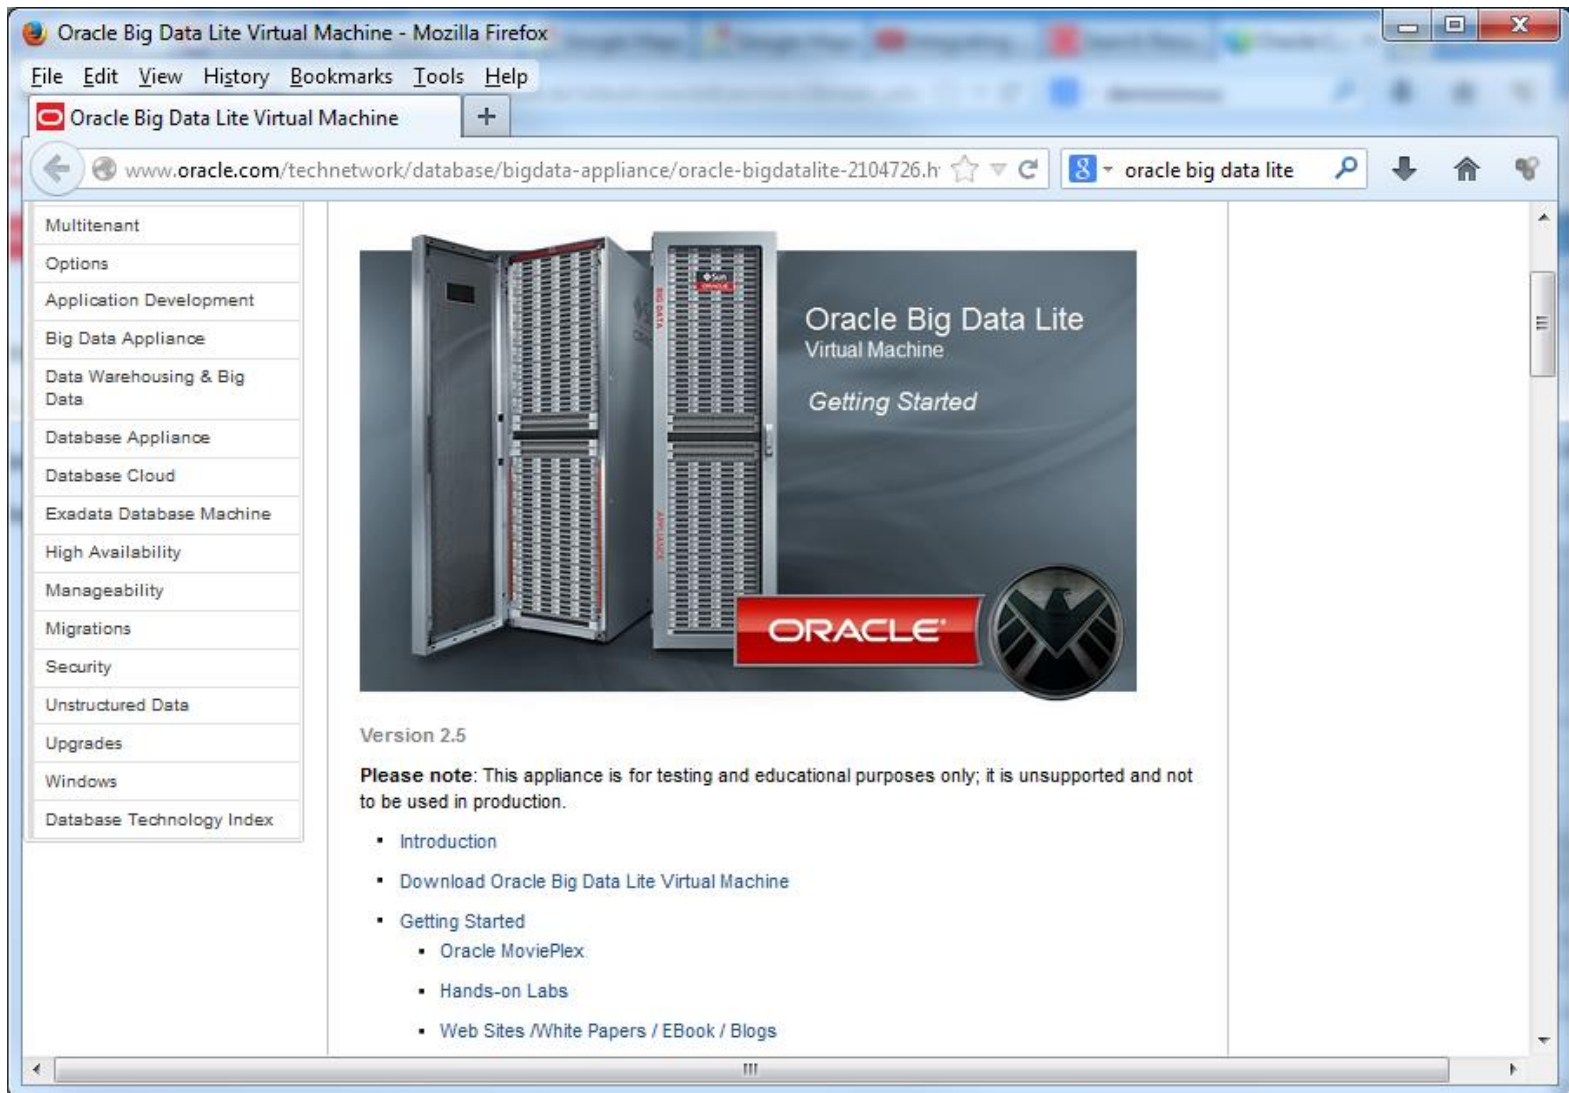 Oracle Big Data Lite Virtual Machine - Mozilla Firefox
File Edit View History Bookmarks Tools Help
Oracle Big Data Lite Virtual Machine
www.oracle.com/technetwork/database/bigdata-appliance/oracle-bigdatalite-2104726.h
8 oracle big data lite
Multitenant
Options
Application Development
Big Data Appliance
Data Warehousing & Big
Data
Database Appliance
Database Cloud
Exadata Database Machine
High Availability
Manageability
Migrations
Security
Unstructured Data
Upgrades
Windows
Database Technology Index
Sun
ORACLE
BIG DATA
APPLIANCE
Oracle Big Data Lite
Virtual Machine
Getting Started
ORACLE
Version 2.5
Please note: This appliance is for testing and educational purposes only; it is unsupported and not
to be used in production.
Introduction
Download Oracle Big Data Lite Virtual Machine
Getting Started
Oracle MoviePlex
Hands-on Labs
Web Sites /White Papers / EBook / Blogs